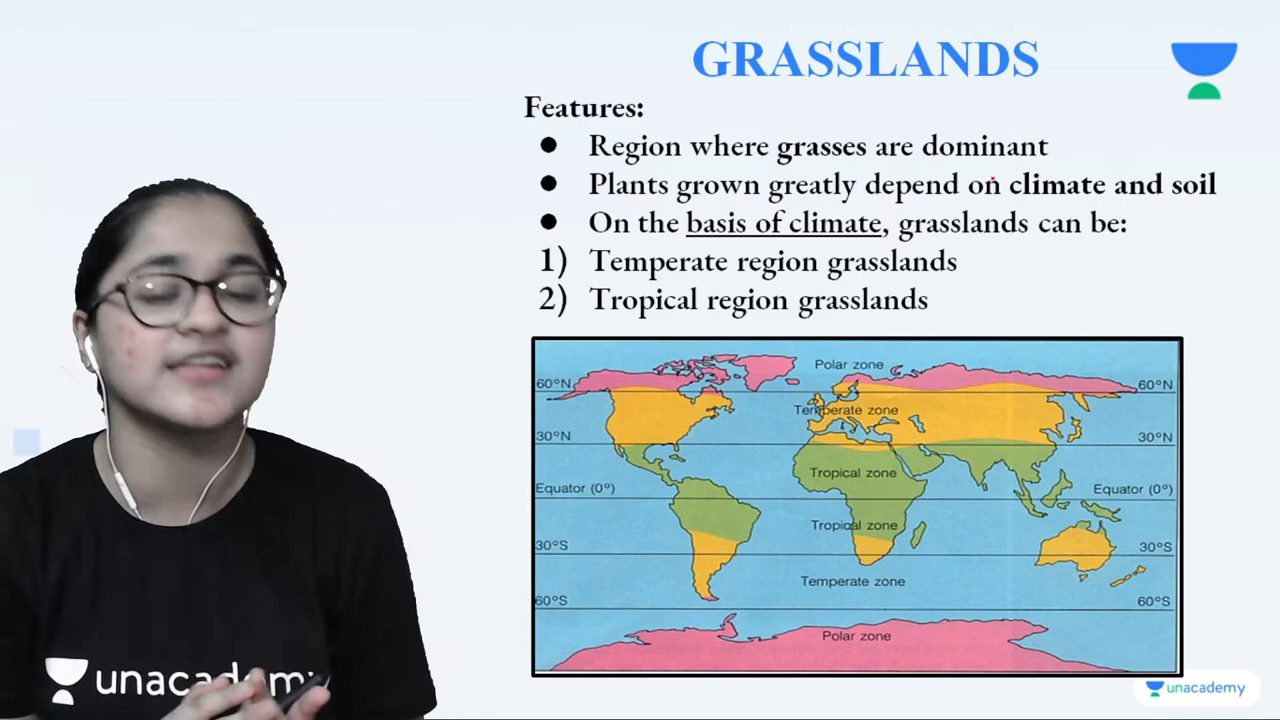 GRASSLANDS
Features:
● Region where grasses are dominant
● Plants grown greatly depend on climate and soil
● On the basis of climate, grasslands can be:
1) Temperate region grasslands
2) Tropical region grasslands
Polar zone
60°N 60°N
Temperate zone
30°N 30°N
Tropical zone
Equator (0°) Equator (0°)
Tropical zone
30°S 30°S
Temperate zone
60°S 60°S
Polar zone
unacademy
unacademy